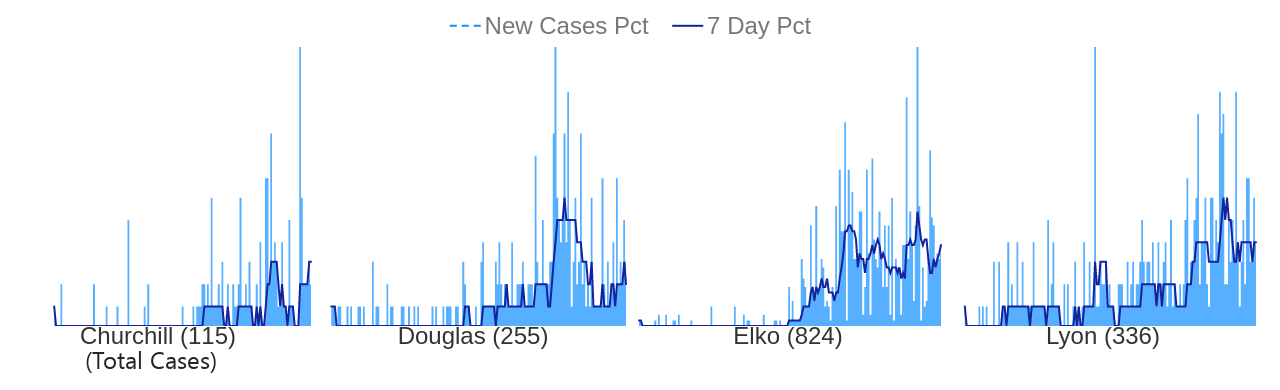 New Cases Pct 7 Day Pct
Churchill (115) Douglas (255) Elko (824) Lyon (336)
(Total Cases)